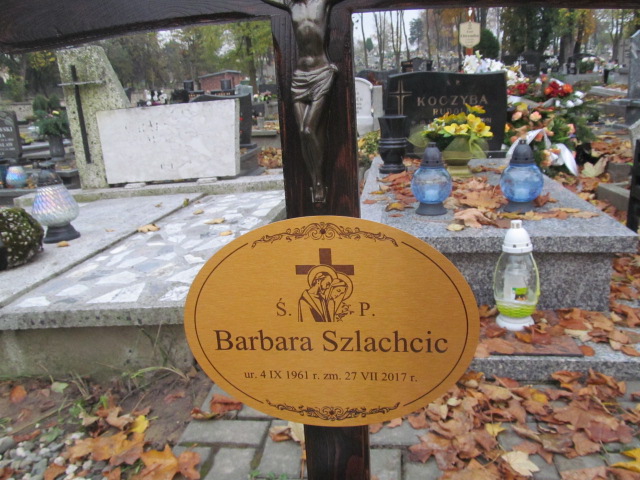 KOCZYBA
Ś. P.
Barbara Szlachcic
ur. 4 IX 1961 r. zm. 27 VII 2017 r.